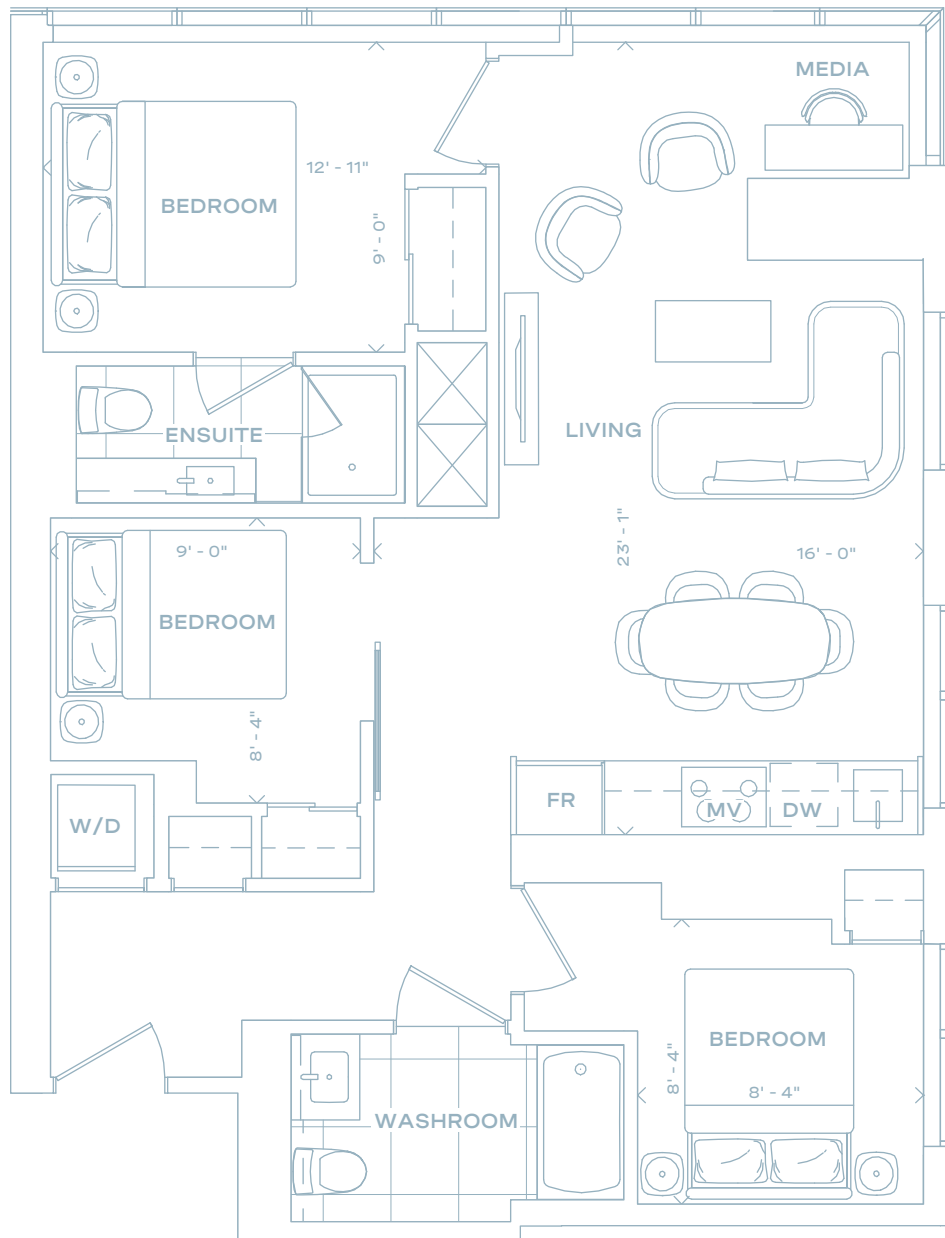 MEDIA
12' - 11"
BEDROOM
9' - 0"
LIVING
ENSUITE
23' - 1"
9' - 0"
16' - 0"
BEDROOM
8' - 4"
FR
MV
DW
W/D
BEDROOM
8' - 4"
8' - 4"
WASHROOM